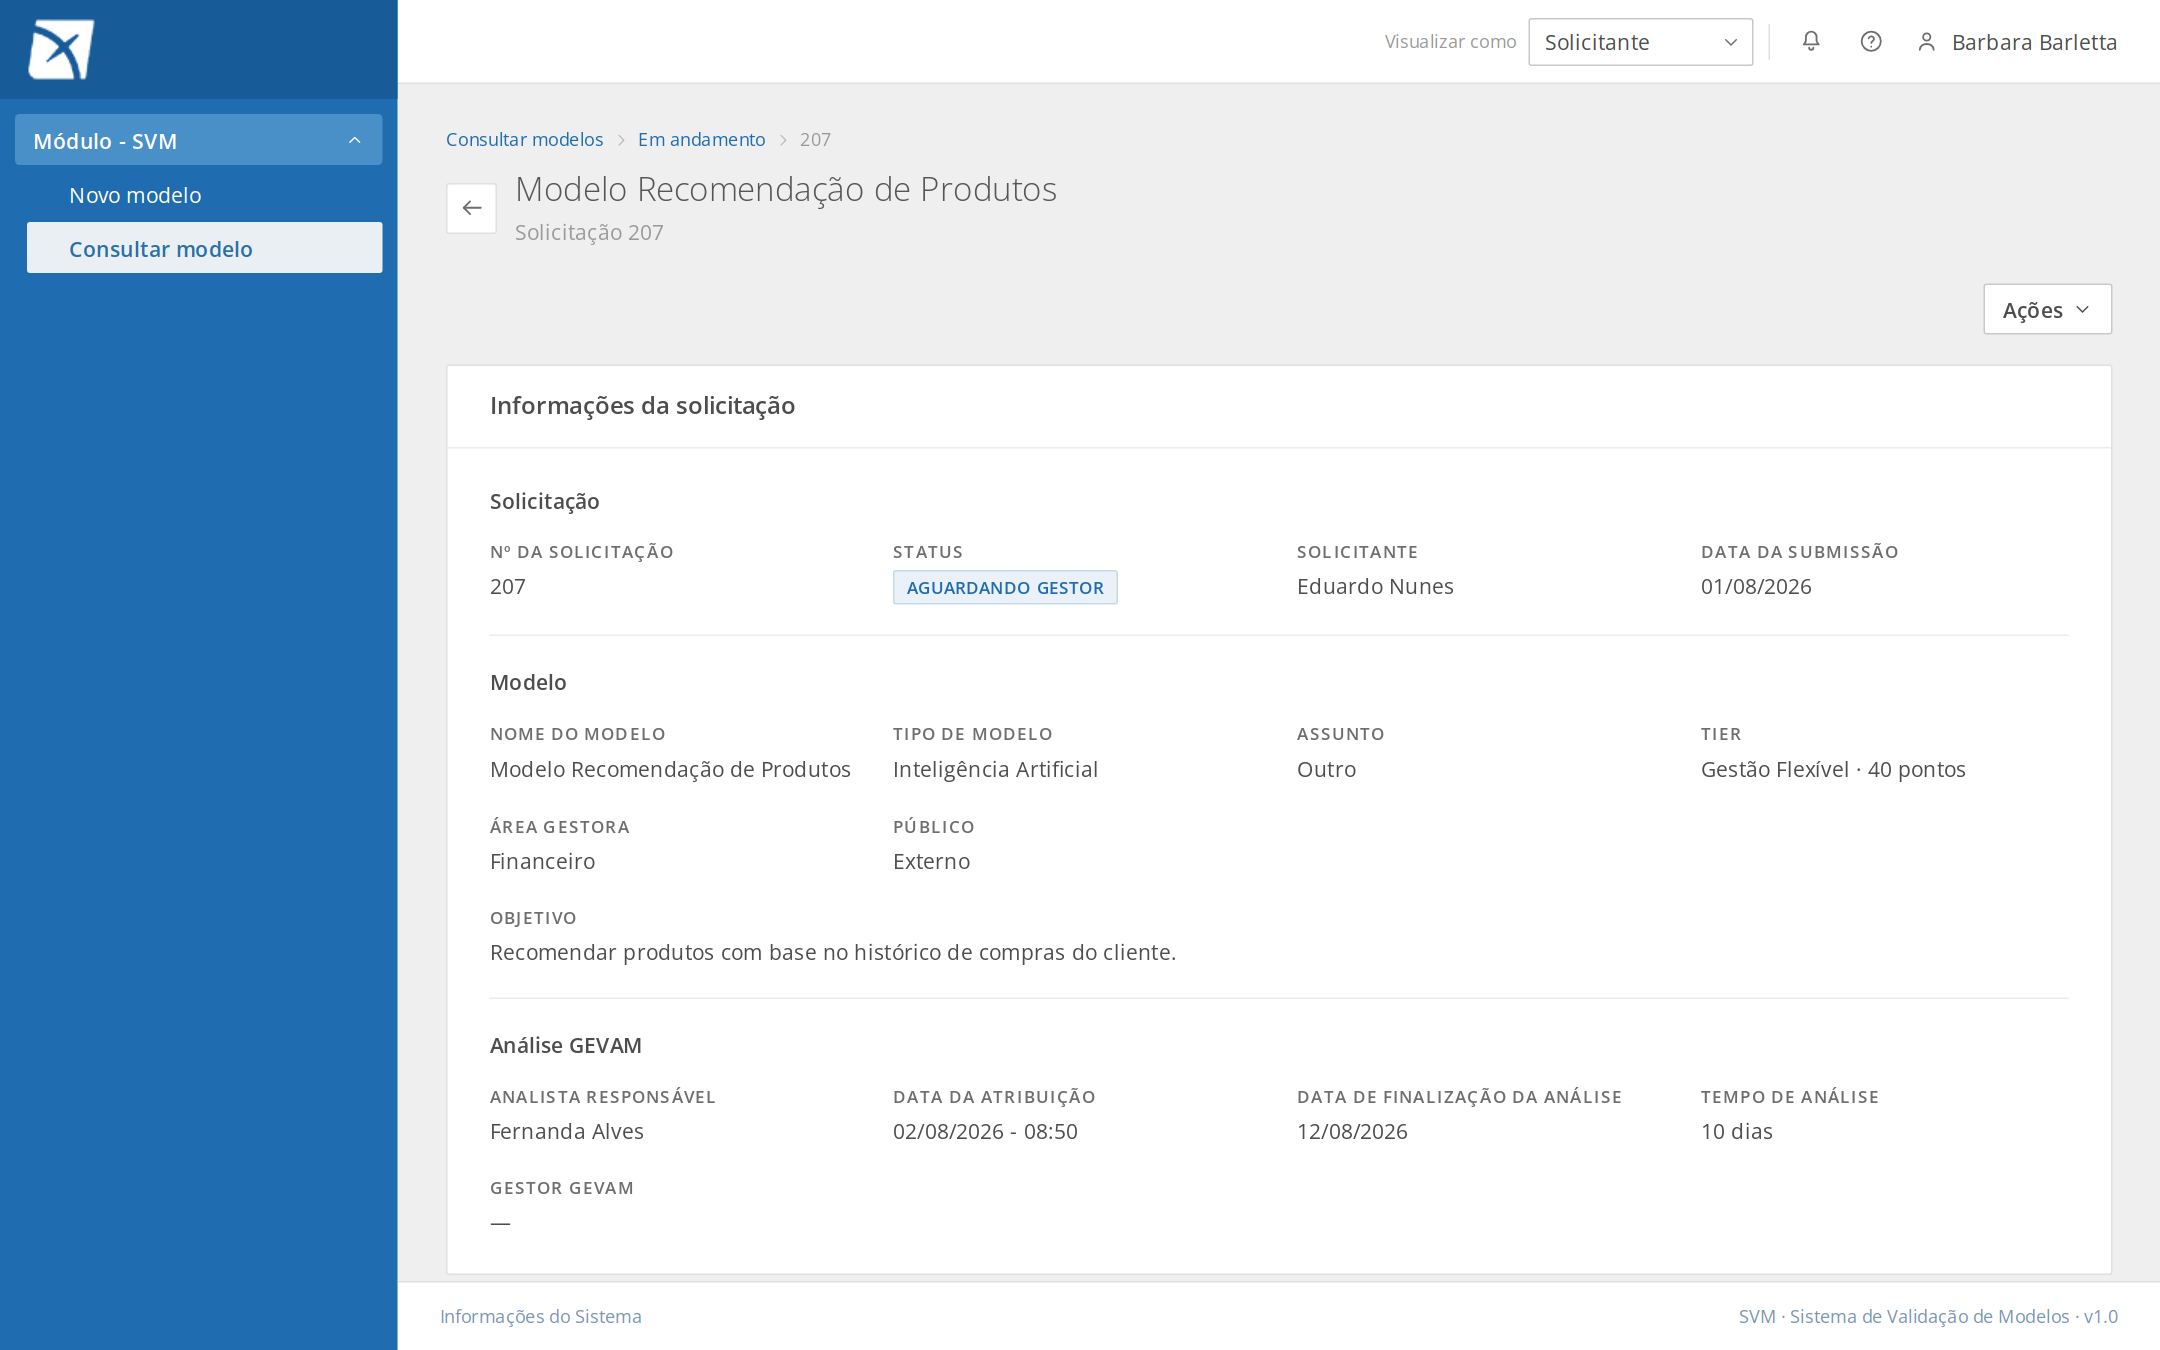 Visualizar como
Solicitante
Barbara Barletta
Módulo - SVM
Novo modelo
Consultar modelo
Consultar modelos > Em andamento > 207
Modelo Recomendação de Produtos
Solicitação 207
Ações
Informações da solicitação
Solicitação
Nº DA SOLICITAÇÃO STATUS SOLICITANTE DATA DA SUBMISSÃO
207 AGUARDANDO GESTOR Eduardo Nunes 01/08/2026
Modelo
NOME DO MODELO TIPO DE MODELO ASSUNTO TIER
Modelo Recomendação de Produtos Inteligência Artificial Outro Gestão Flexível · 40 pontos
ÁREA GESTORA PÚBLICO
Financeiro Externo
OBJETIVO
Recomendar produtos com base no histórico de compras do cliente.
Análise GEVAM
ANALISTA RESPONSÁVEL DATA DA ATRIBUIÇÃO DATA DE FINALIZAÇÃO DA ANÁLISE TEMPO DE ANÁLISE
Fernanda Alves 02/08/2026 - 08:50 12/08/2026 10 dias
GESTOR GEVAM
—
Informações do Sistema SVM · Sistema de Validação de Modelos · v1.0